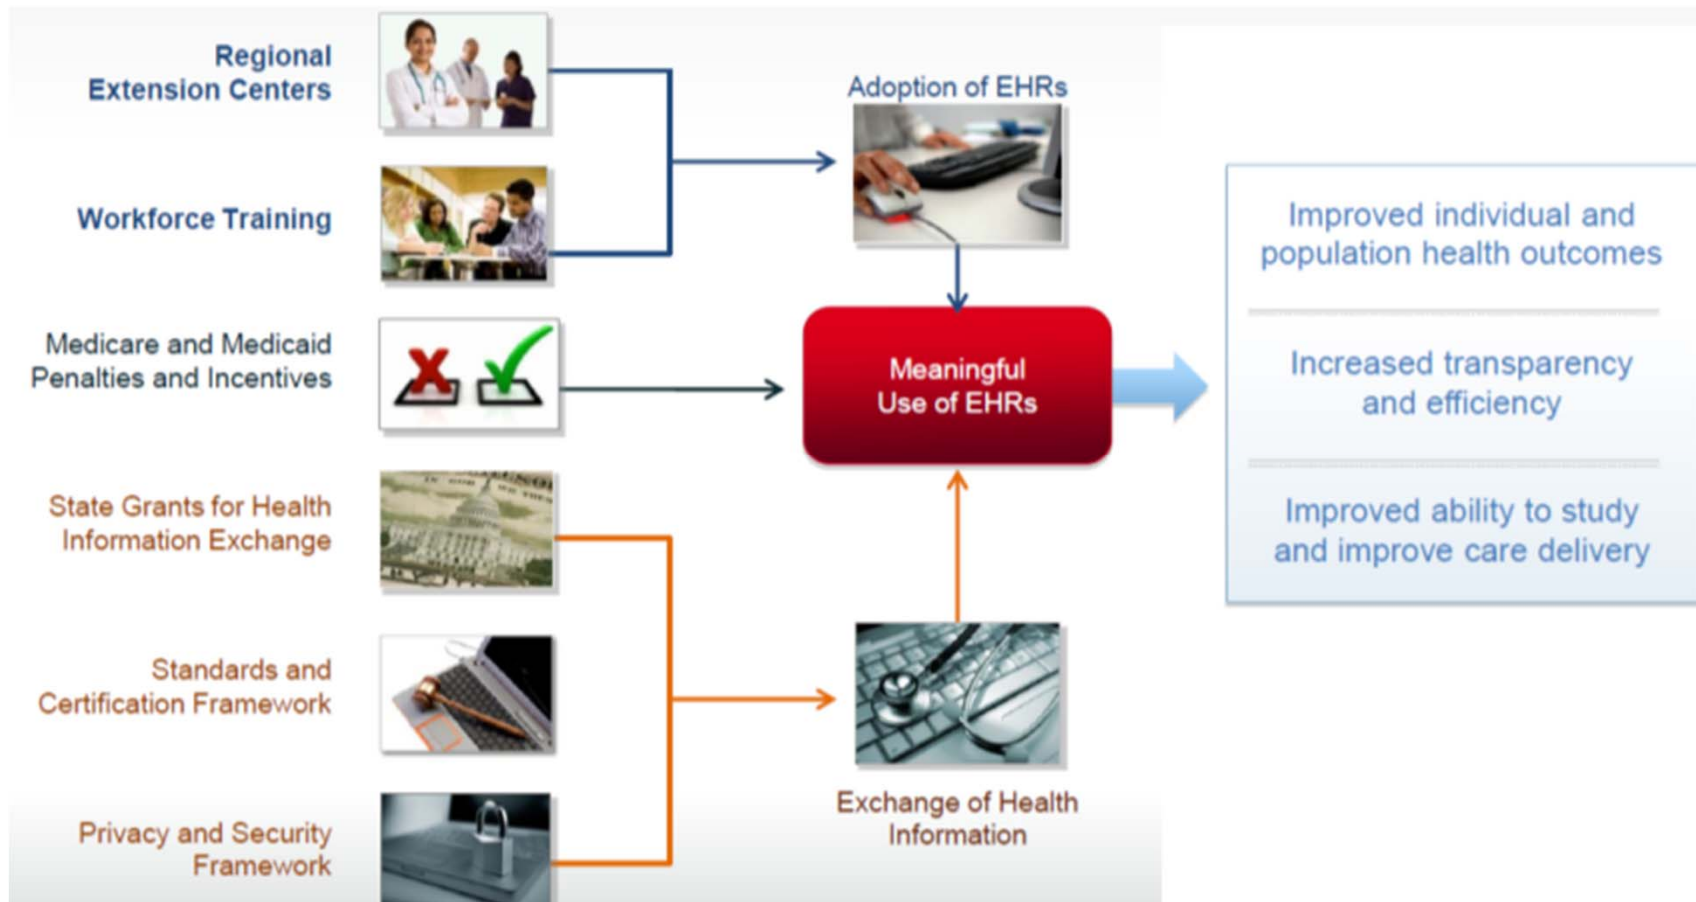 Regional
Extension Centers
Workforce Training
Medicare and Medicaid
Penalties and Incentives
State Grants for Health
Information Exchange
Standards and
Certification Framework
Privacy and Security
Framework
Adoption of EHRs
Meaningful
Use of EHRs
Exchange of Health
Information
Improved individual and
population health outcomes
Increased transparency
and efficiency
Improved ability to study
and improve care delivery